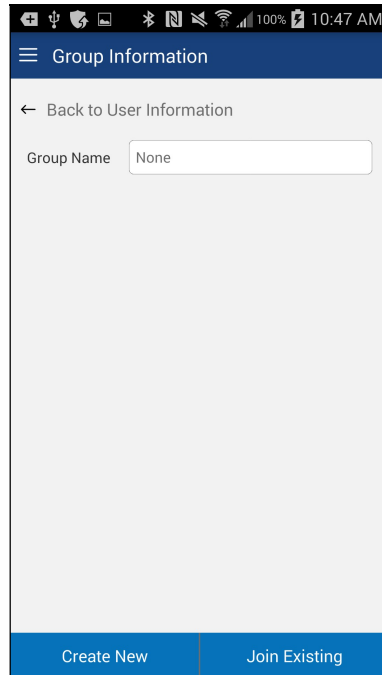 100% 10:47 AM
Group Information
← Back to User Information
Group Name None
Create New Join Existing